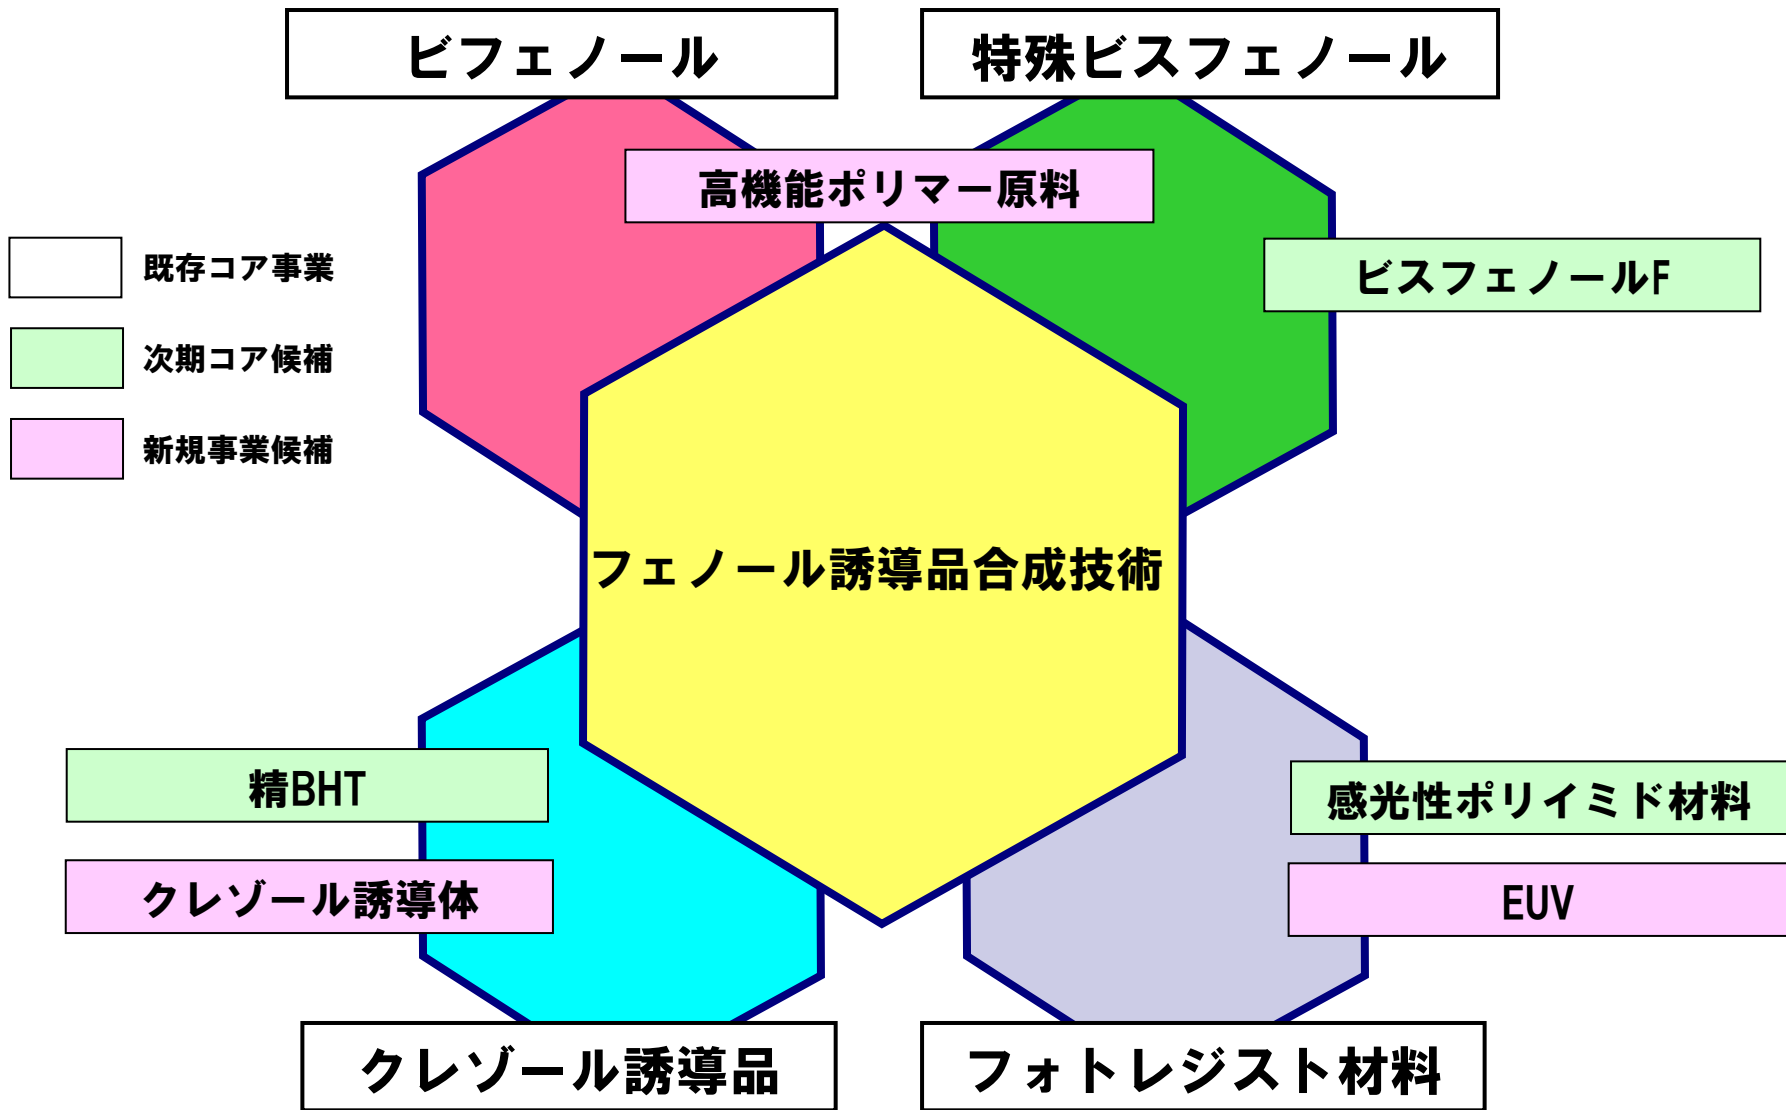 ビフェノール
特殊ビスフェノール
高機能ポリマー原料
既存コア事業
ビスフェノールF
次期コア候補
新規事業候補
フェノール誘導品合成技術
精BHT
感光性ポリイミド材料
クレゾール誘導体
EUV
クレゾール誘導品
フォトレジスト材料